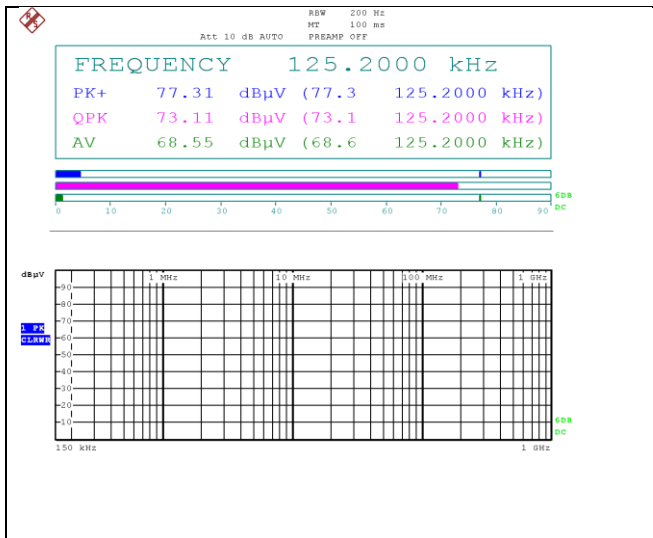 RBW 200 Hz
MT 100 ms
Att 10 dB AUTO PREAMP OFF
FREQUENCY 125.2000 kHz
PK+ 77.31 dBµV (77.3 125.2000 kHz)
QPK 73.11 dBµV (73.1 125.2000 kHz)
AV 68.55 dBµV (68.6 125.2000 kHz)
6DB
DC
0 10 20 30 40 50 60 70 80 90
dBµV
1 MHz 10 MHz 100 MHz 1 GHz
90
80
70
1 PK
CLRWR
60
50
40
30
20
10
6DB
DC
150 kHz 1 GHz